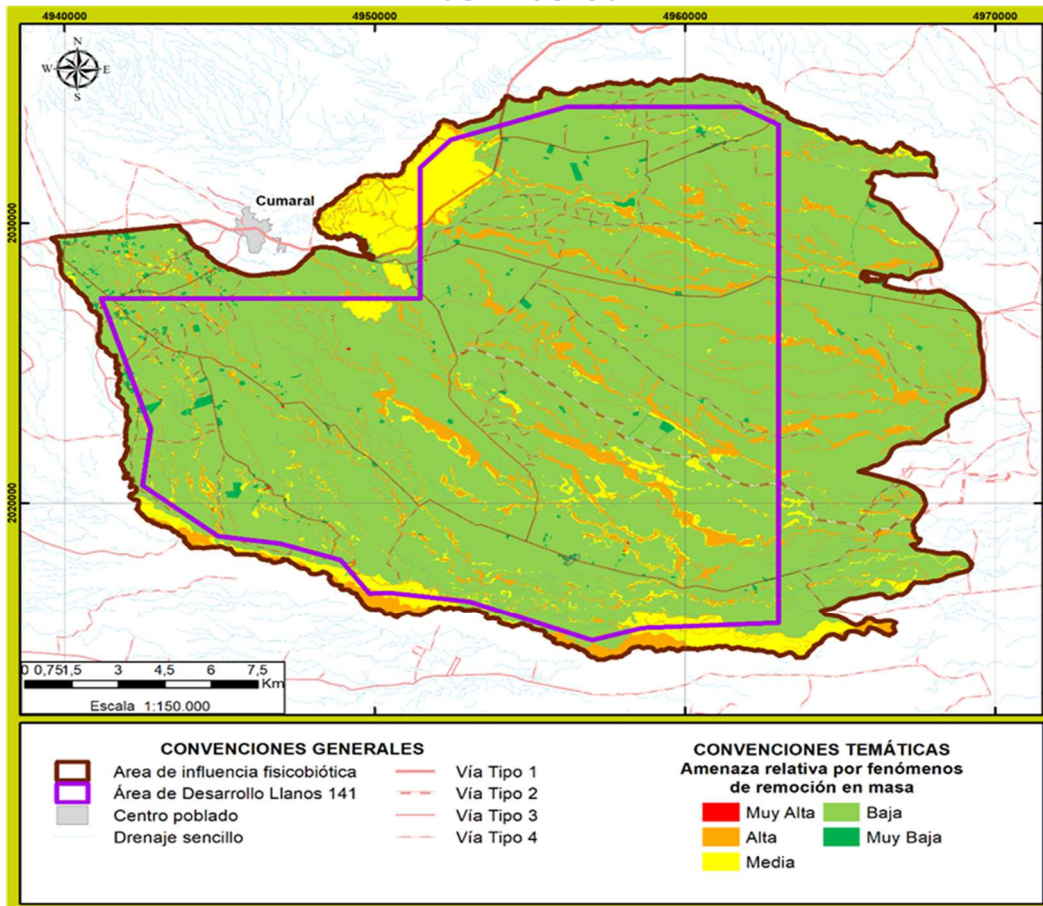 4940000 4950000 4960000 4970000
N
W E
S
Cumaral
2030000
2020000
0 0,751,5 3 4,5 6 7,5
Km
Escala 1:150.000
CONVENCIONES GENERALES
Area de influencia fisicobiótica
Área de Desarrollo Llanos 141
Centro poblado
Drenaje sencillo
Vía Tipo 1
Vía Tipo 2
Vía Tipo 3
Vía Tipo 4
CONVENCIONES TEMÁTICAS
Amenaza relativa por fenómenos
de remoción en masa
Muy Alta
Alta
Media
Baja
Muy Baja